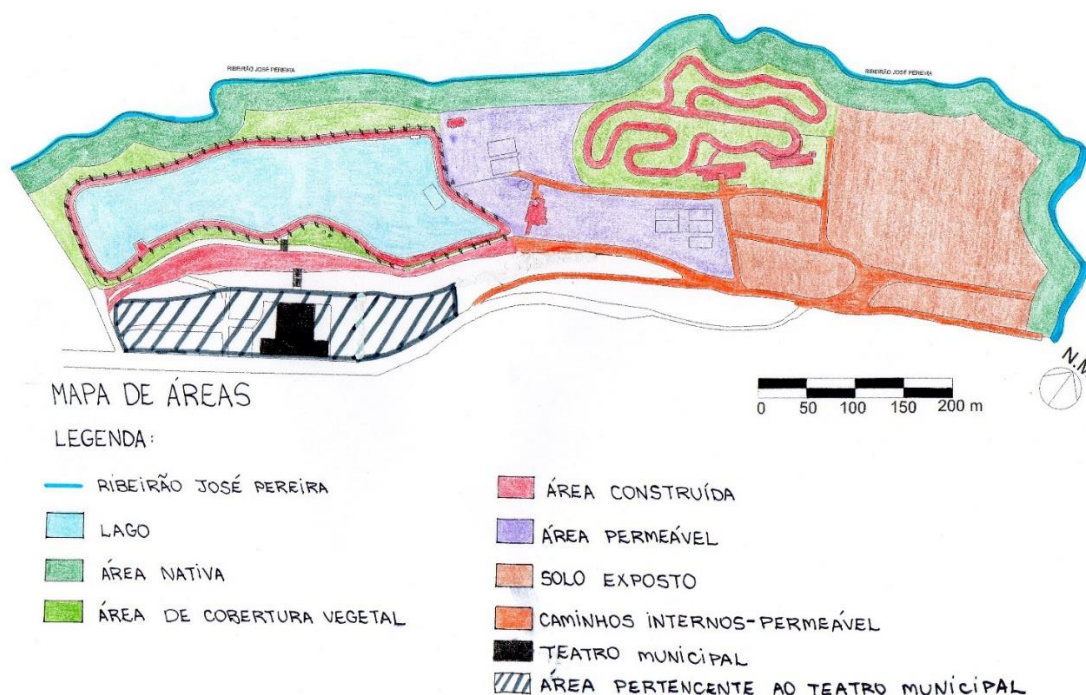 RIBEIRÃO JOSÉ PEREIRA
RIBEIRÃO JOSÉ PEREIRA
N.M
0 50 100 150 200 m
MAPA DE ÁREAS
LEGENDA:
RIBEIRÃO JOSÉ PEREIRA
LAGO
ÁREA NATIVA
ÁREA DE COBERTURA VEGETAL
ÁREA CONSTRUÍDA
ÁREA PERMEÁVEL
SOLO EXPOSTO
CAMINHOS INTERNOS-PERMEÁVEL
TEATRO MUNICIPAL
ÁREA PERTENCENTE AO TEATRO MUNICIPAL